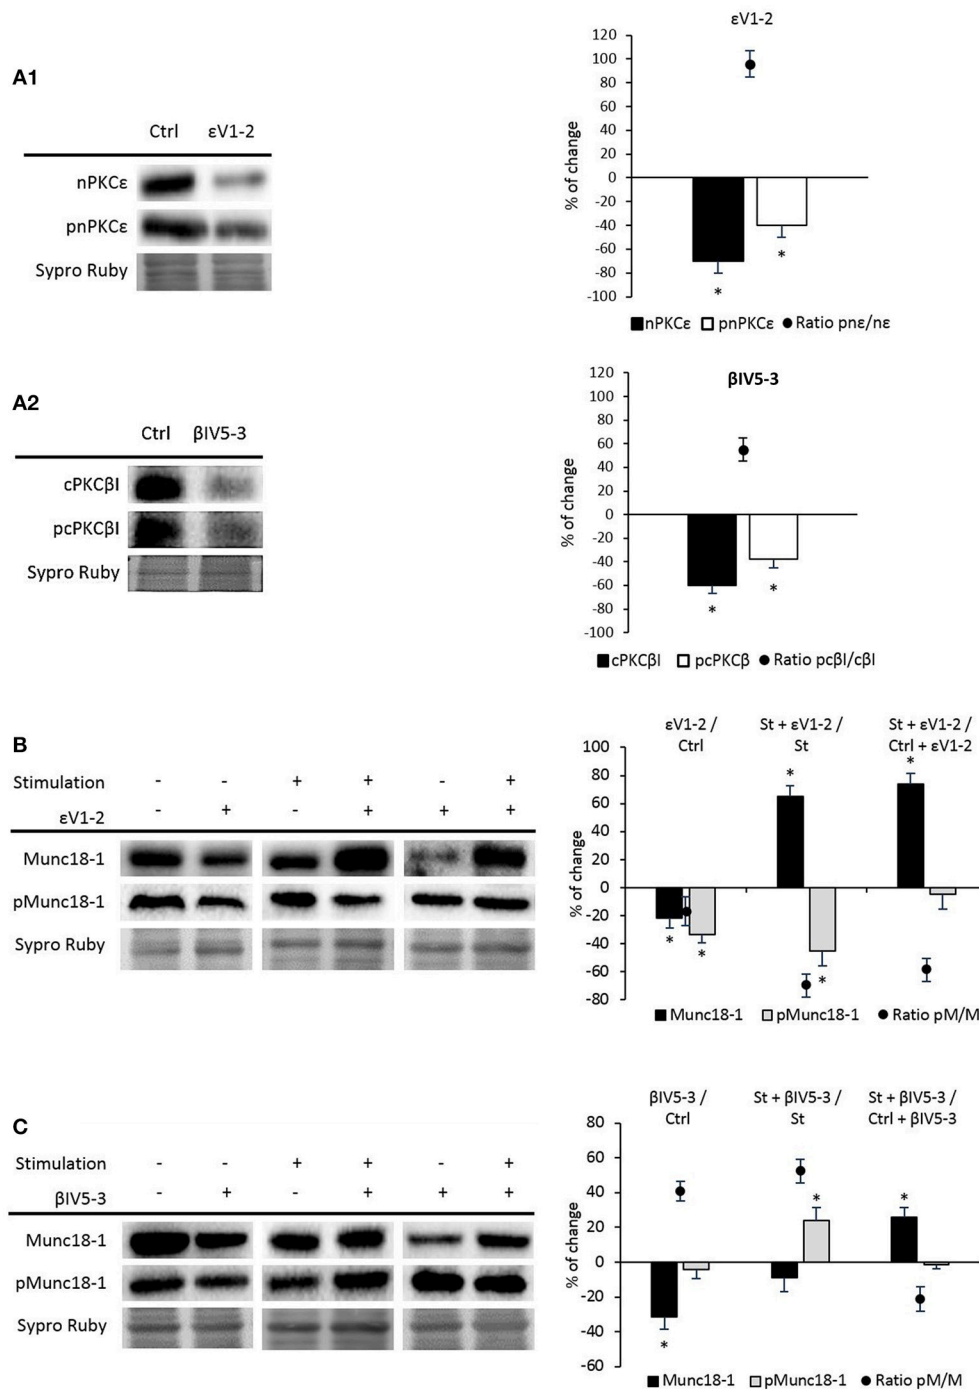 A1
Ctrl εV1-2
nPKCε
pnPKCε
Sypro Ruby
εV1-2
% of change
120
100
80
60
40
20
0
-20
-40
-60
-80
-100
*
*
nPKCε pnPKCε Ratio pnε/nε
A2
Ctrl βIV5-3
cPKCβI
pcPKCβI
Sypro Ruby
βIV5-3
% of change
120
100
80
60
40
20
0
-20
-40
-60
-80
-100
*
*
cPKCβI pcPKCβ Ratio pcβI/cβI
B
Stimulation - - + + - +
εV1-2 - + - + + +
Munc18-1
pMunc18-1
Sypro Ruby
εV1-2 / Ctrl
St + εV1-2 / St
St + εV1-2 / Ctrl + εV1-2
% of change
100
80
60
40
20
0
-20
-40
-60
-80
* * * * *
Munc18-1 pMunc18-1 Ratio pM/M
C
Stimulation - - + + - +
βIV5-3 - + - + + +
Munc18-1
pMunc18-1
Sypro Ruby
βIV5-3 / Ctrl
St + βIV5-3 / St
St + βIV5-3 / Ctrl + βIV5-3
% of change
80
60
40
20
0
-20
-40
-60
* * *
Munc18-1 pMunc18-1 Ratio pM/M